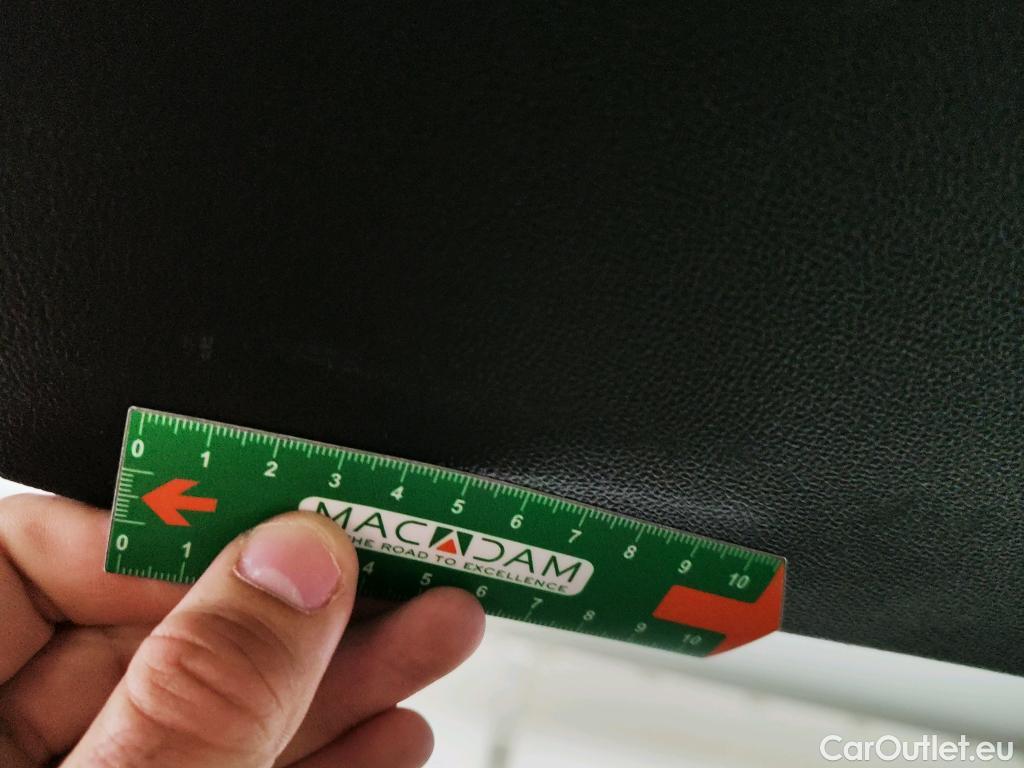 0 1 2 3 4 5 6 7 8 9 10
MACADAM
HE ROAD TO EXCELLENCE
0 1 4 5 6 7 8 9 10
CarOutlet.eu